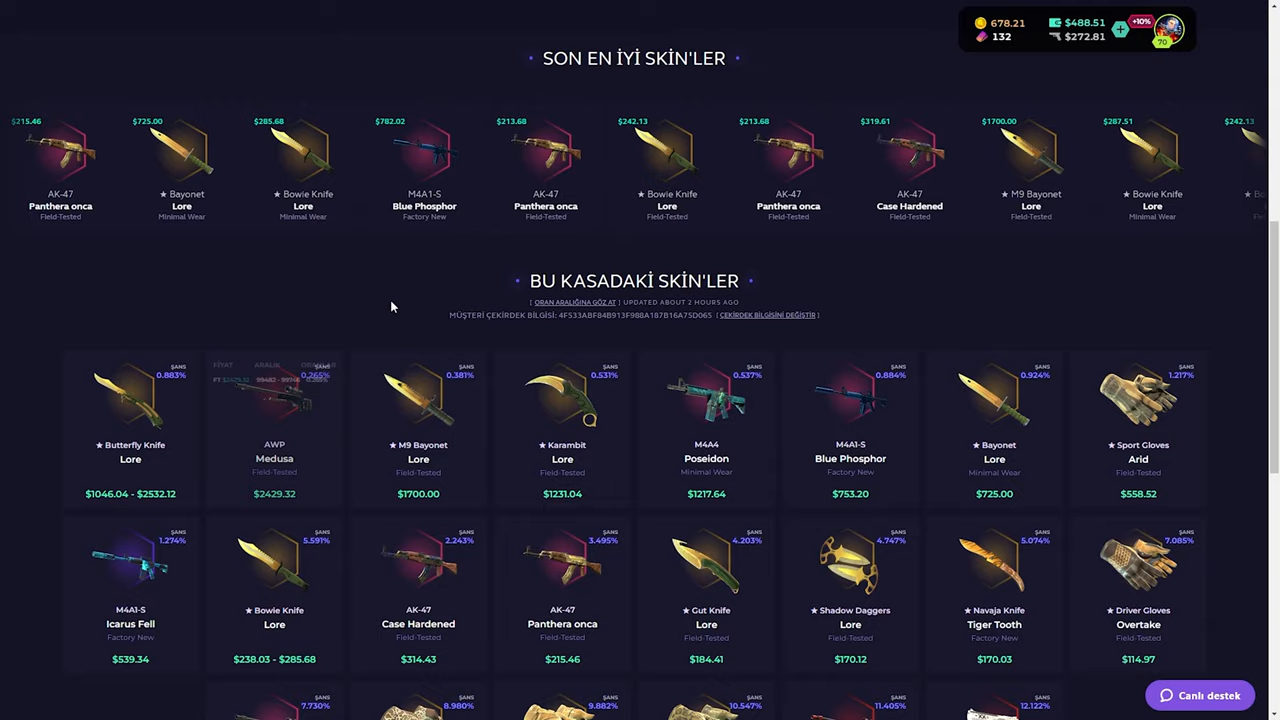 678.21
$488.51
+10%
132
$272.81
70
SON EN İYİ SKİN'LER
$215.46
$725.00
$285.68
$782.02
$213.68
$242.13
$213.68
$319.61
$1700.00
$287.51
$242.13
AK-47
★ Bayonet
★ Bowie Knife
M4A1-S
AK-47
★ Bowie Knife
AK-47
AK-47
★ M9 Bayonet
★ Bowie Knife
Panthera onca
Lore
Lore
Blue Phosphor
Panthera onca
Lore
Panthera onca
Case Hardened
Lore
Lore
Field-Tested
Minimal Wear
Minimal Wear
Factory New
Field-Tested
Field-Tested
Field-Tested
Field-Tested
Field-Tested
Minimal Wear
BU KASADAKİ SKİN'LER
[ ORAN ARALIĞINA GÖZ AT ] UPDATED ABOUT 2 HOURS AGO
MÜŞTERİ ÇEKİRDEK BİLGİSİ: 4F533ABF84B913F988A187B16A75D065 [ ÇEKİRDEK BİLGİSİNİ DEĞİŞTİR ]
ŞANS
0.883%
★ Butterfly Knife
Lore
$1046.04 - $2532.12
FİYAT ARALIK
ŞANS
0.265%
FT $2429.32
0.265%
AWP
Medusa
Field-Tested
$2429.32
ŞANS
0.381%
★ M9 Bayonet
Lore
Field-Tested
$1700.00
ŞANS
0.531%
★ Karambit
Lore
Field-Tested
$1231.04
ŞANS
0.537%
M4A4
Poseidon
Minimal Wear
$1217.64
ŞANS
0.884%
M4A1-S
Blue Phosphor
Factory New
$753.20
ŞANS
0.924%
★ Bayonet
Lore
Minimal Wear
$725.00
ŞANS
1.217%
★ Sport Gloves
Arid
Field-Tested
$558.52
ŞANS
1.274%
M4A1-S
Icarus Fell
Factory New
$539.34
ŞANS
5.591%
★ Bowie Knife
Lore
$238.03 - $285.68
ŞANS
2.243%
AK-47
Case Hardened
Field-Tested
$314.43
ŞANS
3.495%
AK-47
Panthera onca
Field-Tested
$215.46
ŞANS
4.203%
★ Gut Knife
Lore
Field-Tested
$184.41
ŞANS
4.747%
★ Shadow Daggers
Lore
Field-Tested
$170.12
ŞANS
5.074%
★ Navaja Knife
Tiger Tooth
Factory New
$170.03
ŞANS
7.085%
★ Driver Gloves
Overtake
Field-Tested
$114.97
ŞANS
7.730%
ŞANS
8.980%
ŞANS
9.882%
ŞANS
10.547%
ŞANS
11.405%
ŞANS
12.122%
Canlı destek